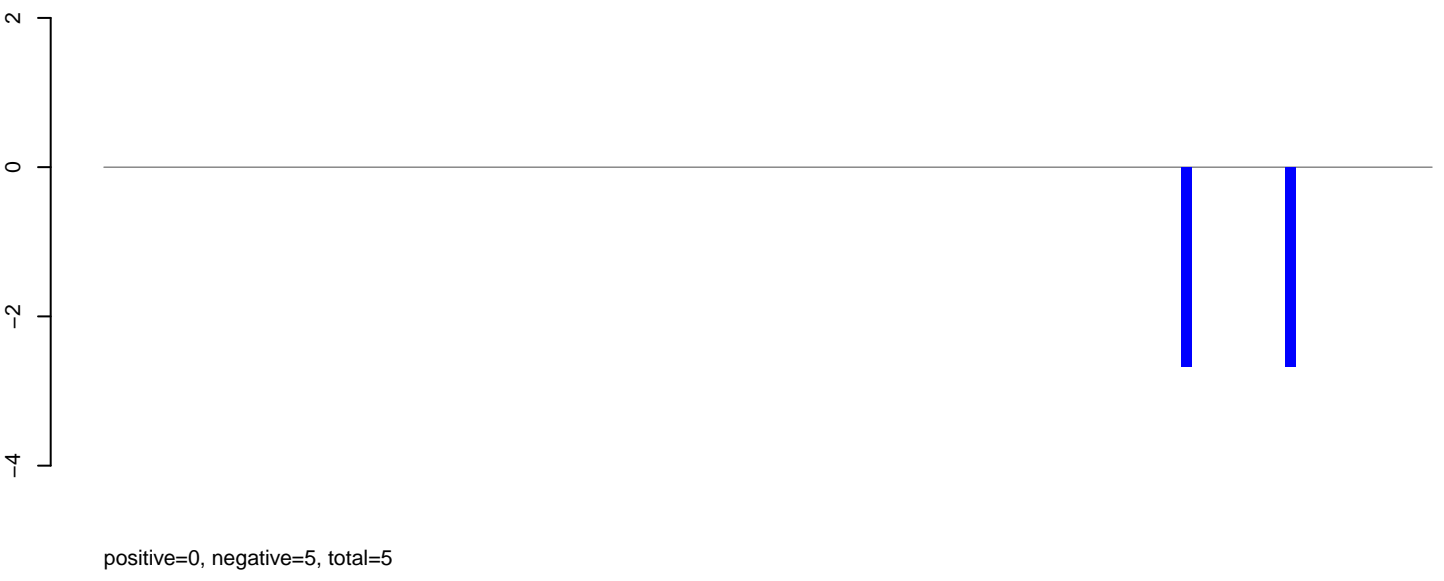 2
0
−2
−4
positive=0, negative=5, total=5